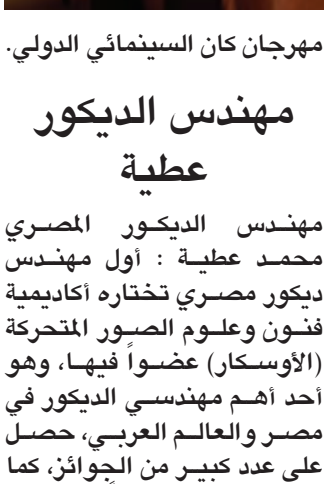 مهرجان كان السينمائي الدولي.
مهندس الديكور
عطية
مهندس الديكور المصري
محمد عطية : أول مهندس
ديكور مصري تختاره أكاديمية
فنون وعلوم الصور المتحركة
(الأوسكار) عضواً فيها، وهو
أحد أهم مهندسي الديكور في
مصر والعالم العربي، حصل
على عدد كبير من الجوائز، كما